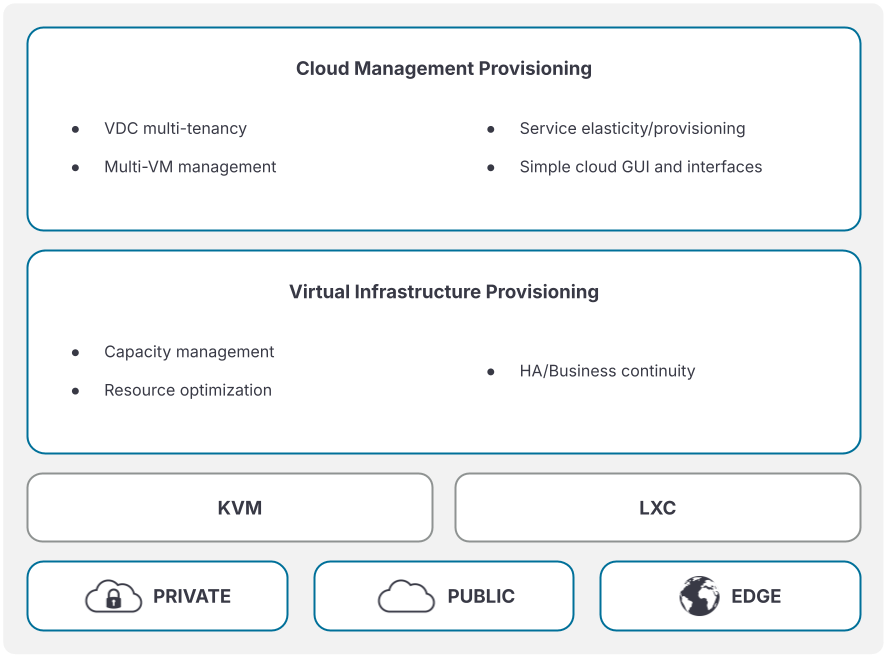 Cloud Management Provisioning
● VDC multi-tenancy
● Multi-VM management
● Service elasticity/provisioning
● Simple cloud GUI and interfaces
Virtual Infrastructure Provisioning
● Capacity management
● Resource optimization
● HA/Business continuity
KVM
LXC
PRIVATE
PUBLIC
EDGE